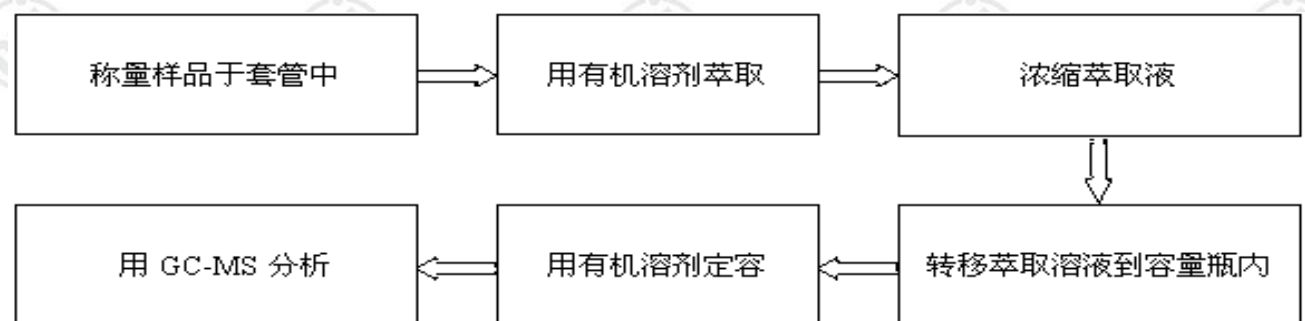 称量样品于套管中
用有机溶剂萃取
浓缩萃取液
转移萃取溶液到容量瓶内
用有机溶剂定容
用 GC-MS 分析